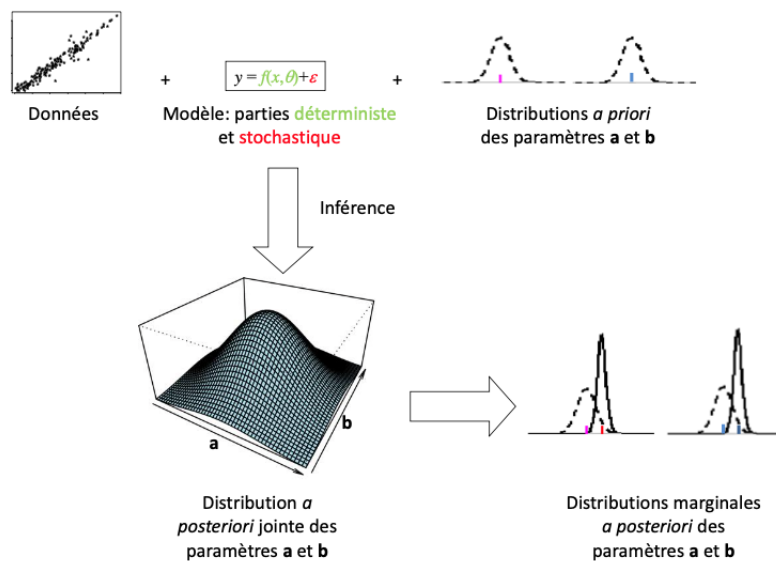 +
y = f(x,θ)+ε
+
Données
Modèle: parties déterministe
et stochastique
Distributions a priori
des paramètres a et b
Inférence
a
b
Distribution a
posteriori jointe des
paramètres a et b
Distributions marginales
a posteriori des
paramètres a et b